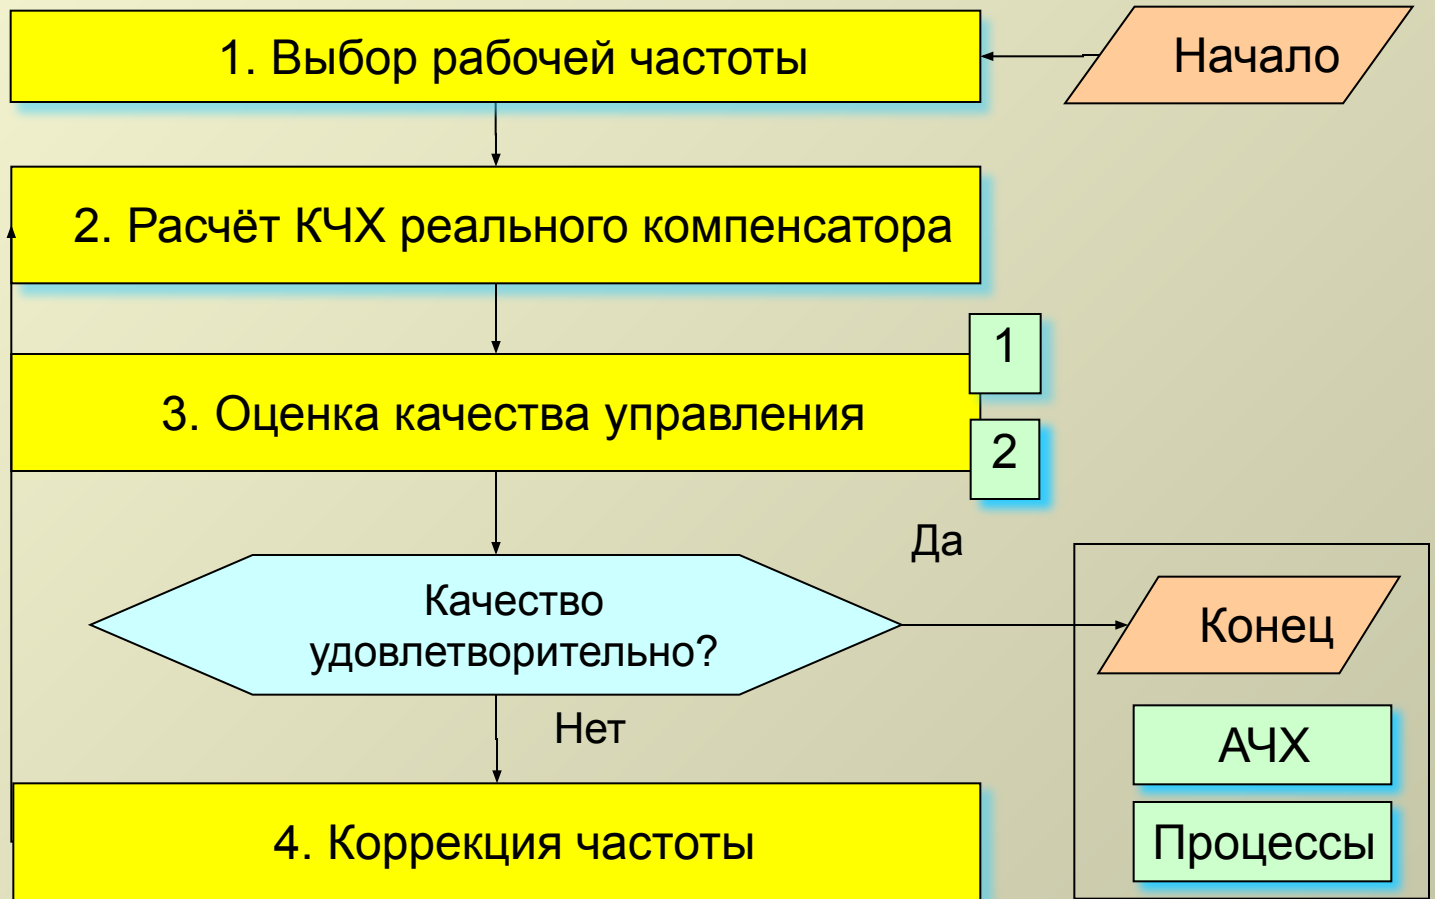 1. Выбор рабочей частоты
Начало
2. Расчёт КЧХ реального компенсатора
1
3. Оценка качества управления
2
Да
Качество
удовлетворительно?
Конец
Нет
АЧХ
4. Коррекция частоты
Процессы